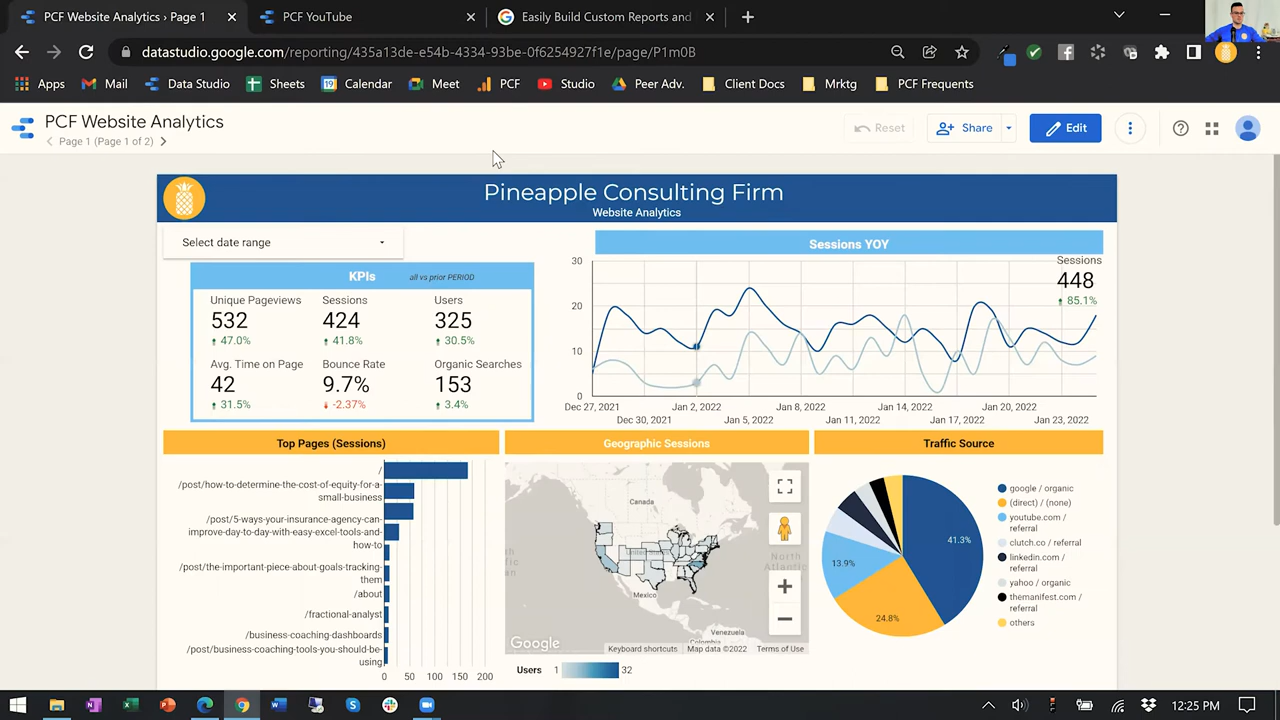 PCF Website Analytics › Page 1
PCF YouTube
Easily Build Custom Reports and
datastudio.google.com/reporting/435a13de-e54b-4334-93be-0f6254927f1e/page/P1m0B
Apps
Mail
Data Studio
Sheets
Calendar
Meet
PCF
Studio
Peer Adv.
Client Docs
Mrktg
PCF Frequents
PCF Website Analytics
Page 1 (Page 1 of 2)
Reset
Share
Edit
Pineapple Consulting Firm
Website Analytics
Select date range
KPIs
all vs prior PERIOD
Unique Pageviews
532
47.0%
Sessions
424
41.8%
Users
325
30.5%
Avg. Time on Page
42
31.5%
Bounce Rate
9.7%
-2.37%
Organic Searches
153
3.4%
Sessions YOY
Sessions
448
85.1%
30
20
10
0
Dec 27, 2021
Dec 30, 2021
Jan 2, 2022
Jan 5, 2022
Jan 8, 2022
Jan 11, 2022
Jan 14, 2022
Jan 17, 2022
Jan 20, 2022
Jan 23, 2022
Top Pages (Sessions)
/
/post/how-to-determine-the-cost-of-equity-for-a-
small-business
/post/5-ways-your-insurance-agency-can-
improve-day-to-day-with-easy-excel-tools-and-
how-to
/post/the-important-piece-about-goals-tracking-
them
/about
/fractional-analyst
/business-coaching-dashboards
/post/business-coaching-tools-you-should-be-
using
0 50 100 150 200
Geographic Sessions
Canada
United States
North
Atlantic
Mexico
Venezuela
Colombia
Google
Keyboard shortcuts
Map data ©2022
Terms of Use
Users 1 32
Traffic Source
41.3%
24.8%
13.9%
google / organic
(direct) / (none)
youtube.com /
referral
clutch.co / referral
linkedin.com /
referral
yahoo / organic
themanifest.com /
referral
others
12:25 PM